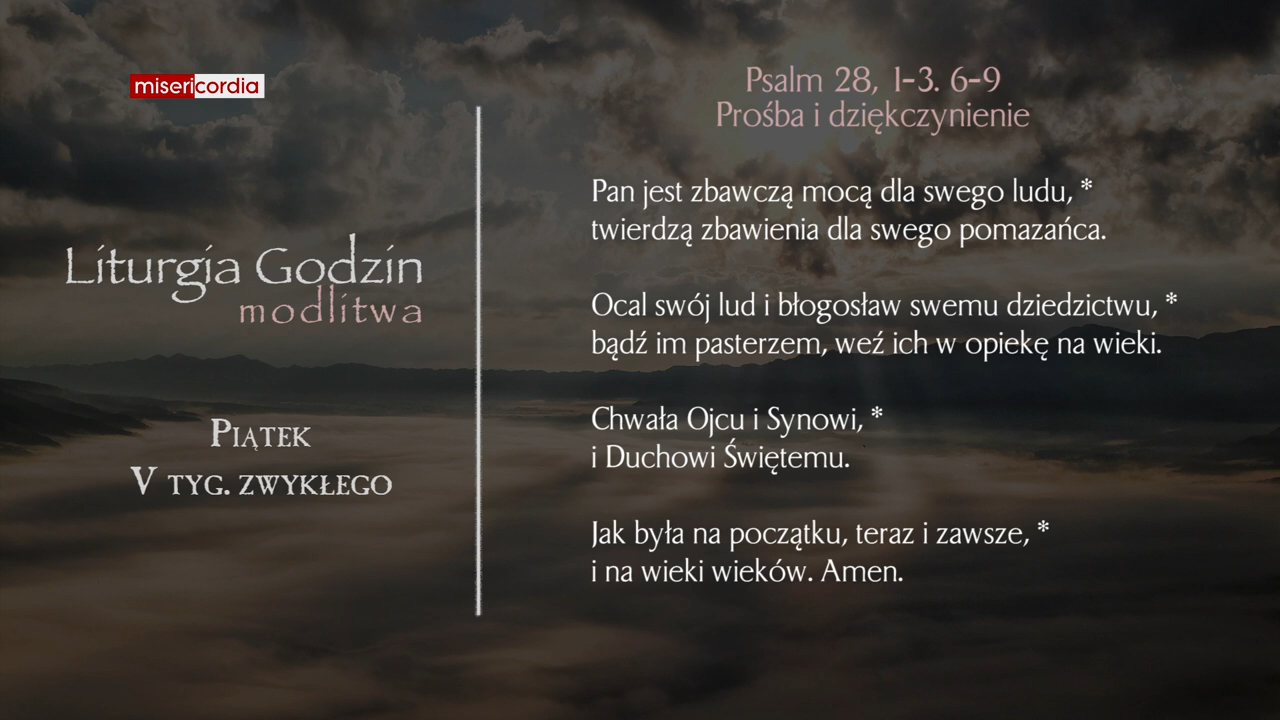 misericordia
Liturgia Godzin
modlitwa
Piątek
V tyg. zwykłego
Psalm 28, 1-3. 6-9
Prośba i dziękczynienie
Pan jest zbawczą mocą dla swego ludu, *
twierdzą zbawienia dla swego pomazańca.
Ocal swój lud i błogosław swemu dziedzictwu, *
bądź im pasterzem, weź ich w opiekę na wieki.
Chwała Ojcu i Synowi, *
i Duchowi Świętemu.
Jak była na początku, teraz i zawsze, *
i na wieki wieków. Amen.